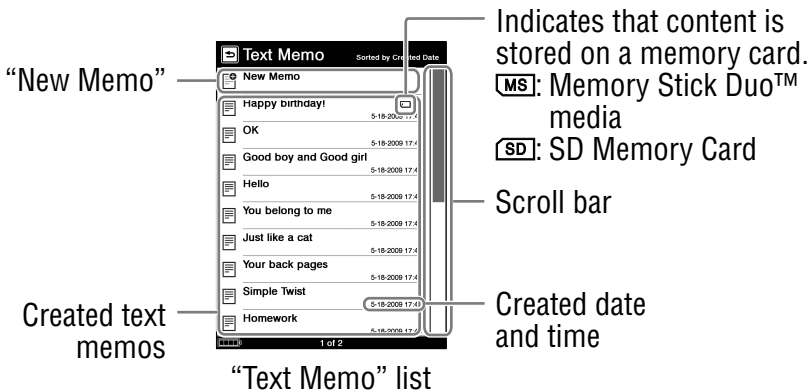 Indicates that content is
stored on a memory card.
MS: Memory Stick Duo™
media
SD: SD Memory Card
Text Memo
Sorted by Created Date
"New Memo"
New Memo
Happy birthday!
5-18-2009 17:4
OK
5-18-2009 17:4
Good boy and Good girl
5-18-2009 17:4
Hello
5-18-2009 17:4
You belong to me
5-18-2009 17:4
Scroll bar
Just like a cat
5-18-2009 17:4
Your back pages
5-18-2009 17:4
Simple Twist
5-18-2009 17:4
Created date
and time
Created text
memos
Homework
5-18-2009 17:4
1 of 2
"Text Memo" list